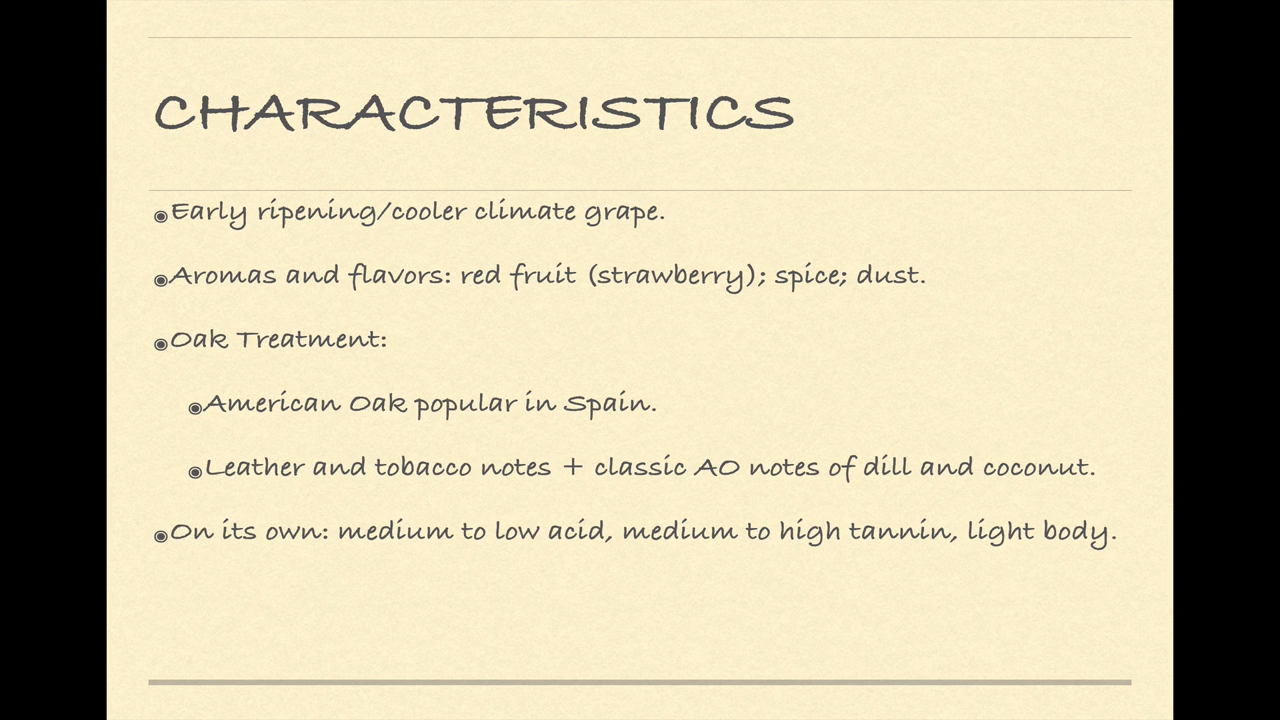 CHARACTERISTICS
Early ripening/cooler climate grape.
Aromas and flavors: red fruit (strawberry); spice; dust.
Oak Treatment:
American Oak popular in Spain.
Leather and tobacco notes + classic AO notes of dill and coconut.
On its own: medium to low acid, medium to high tannin, light body.